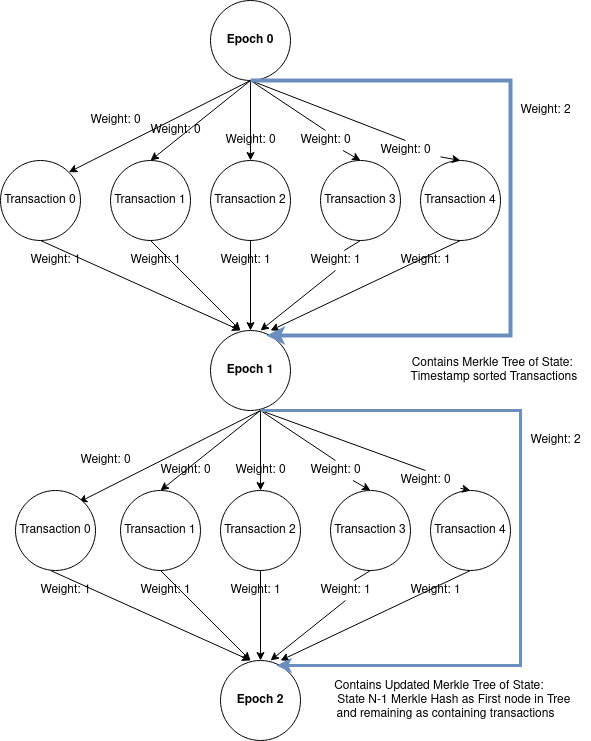 Epoch 0
Weight: 2
Weight: 0
Weight: 0
Weight: 0
Weight: 0
Weight: 0
Transaction 0
Transaction 1
Transaction 2
Transaction 3
Transaction 4
Weight: 1
Weight: 1
Weight: 1
Weight: 1
Weight: 1
Epoch 1
Contains Merkle Tree of State:
Timestamp sorted Transactions
Weight: 2
Weight: 0
Weight: 0
Weight: 0
Weight: 0
Weight: 0
Transaction 0
Transaction 1
Transaction 2
Transaction 3
Transaction 4
Weight: 1
Weight: 1
Weight: 1
Weight: 1
Weight: 1
Epoch 2
Contains Updated Merkle Tree of State:
State N-1 Merkle Hash as First node in Tree
and remaining as containing transactions